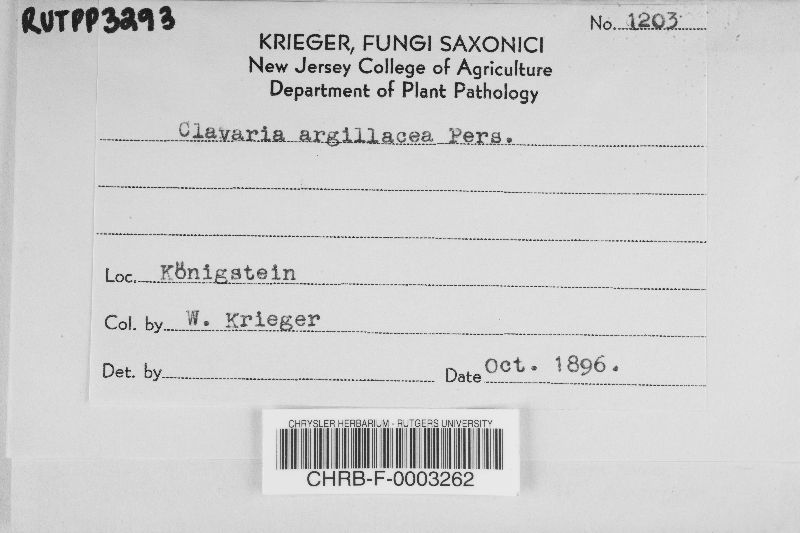 RUTPP3293
No. 1203
KRIEGER, FUNGI SAXONICI
New Jersey College of Agriculture
Department of Plant Pathology
Clavaria argillacea Pers.
Loc. Königstein
Col. by W. Krieger
Det. by
Date Oct. 1896.
CHRYSLER HERBARIUM - RUTGERS UNIVERSITY
CHRB-F-0003262